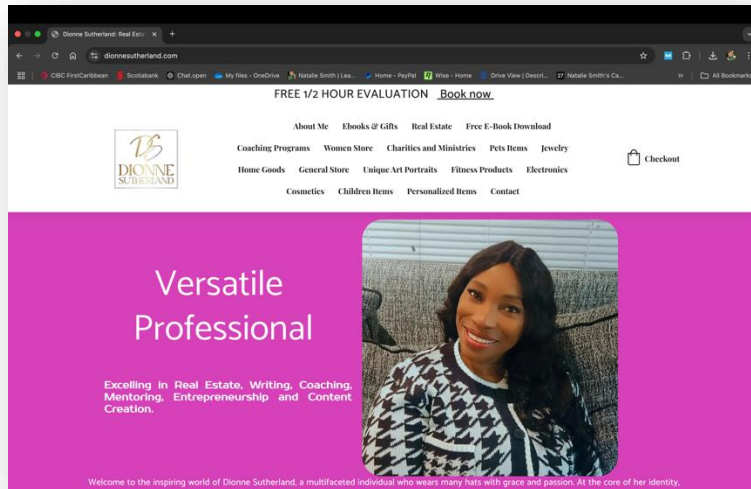 Dionne Sutherland: Real Esta
dionnesutherland.com
CIBC FirstCaribbean Scotiabank Chat.open My files - OneDrive Natalie Smith | Lea... Home - PayPal Wise - Home Drive View | Descri... Natalie Smith's Ca... » All Bookmarks
FREE 1/2 HOUR EVALUATION Book now
About Me Ebooks & Gifts Real Estate Free E-Book Download
Coaching Programs Women Store Charities and Ministries Pets Items Jewelry
Home Goods General Store Unique Art Portraits Fitness Products Electronics
Cosmetics Children Items Personalized Items Contact
DS
DIONNE
SUTHERLAND
Checkout
Versatile
Professional
Excelling in Real Estate, Writing, Coaching,
Mentoring, Entrepreneurship and Content
Creation.
Welcome to the inspiring world of Dionne Sutherland, a multifaceted individual who wears many hats with grace and passion. At the core of her identity,